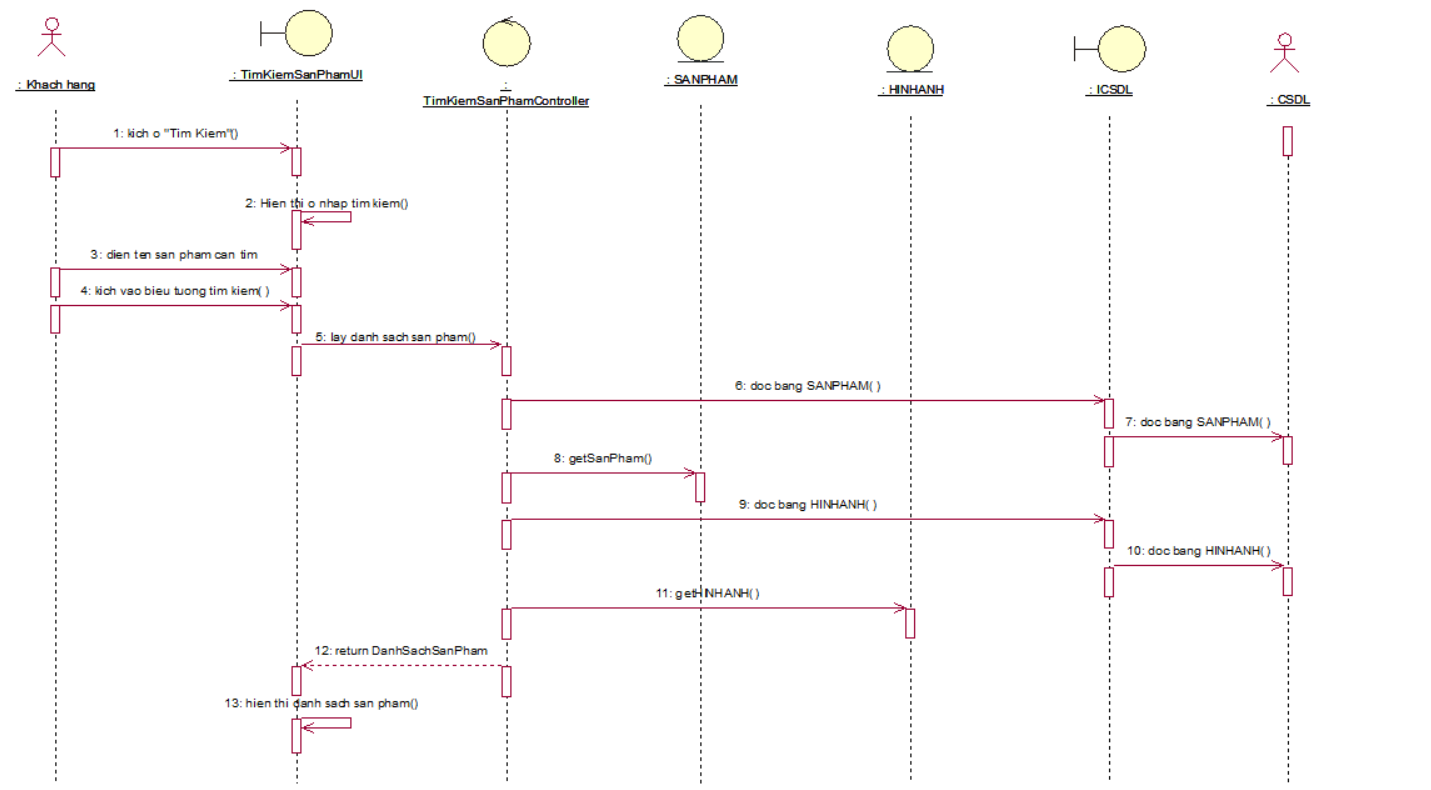 : Khach hang
: TimKiemSanPhamUI
:
TimKiemSanPhamController
: SANPHAM
: HINHANH
: ICSDL
: CSDL
1: kich o "Tim Kiem"()
2: Hien thi o nhap tim kiem()
3: dien ten san pham can tim
4: kich vao bieu tuong tim kiem( )
5: lay danh sach san pham()
6: doc bang SANPHAM( )
7: doc bang SANPHAM( )
8: getSanPham()
9: doc bang HINHANH( )
10: doc bang HINHANH( )
11: getHINHANH( )
12: return DanhSachSanPham
13: hien thi danh sach san pham()